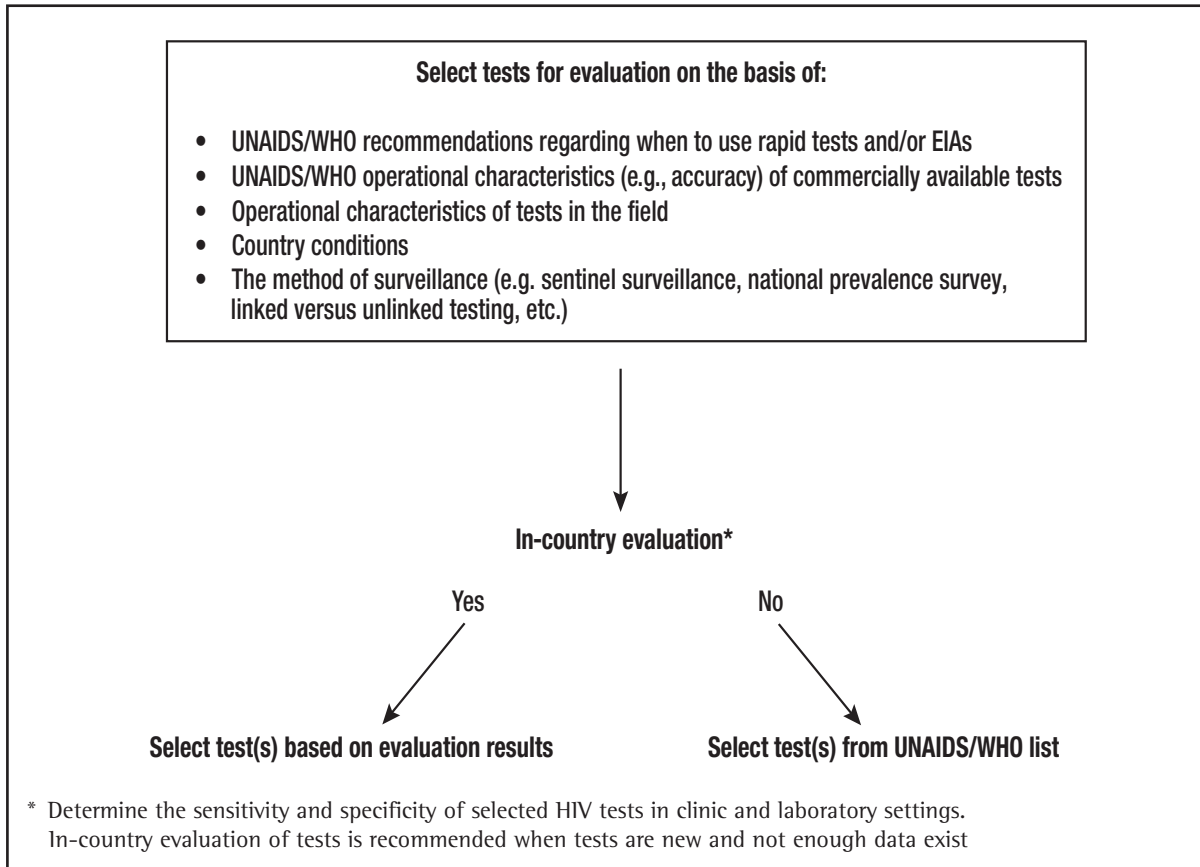 Select tests for evaluation on the basis of:
• UNAIDS/WHO recommendations regarding when to use rapid tests and/or EIAs
• UNAIDS/WHO operational characteristics (e.g., accuracy) of commercially available tests
• Operational characteristics of tests in the field
• Country conditions
• The method of surveillance (e.g. sentinel surveillance, national prevalence survey,
linked versus unlinked testing, etc.)
In-country evaluation*
Yes
No
Select test(s) based on evaluation results
Select test(s) from UNAIDS/WHO list
* Determine the sensitivity and specificity of selected HIV tests in clinic and laboratory settings.
In-country evaluation of tests is recommended when tests are new and not enough data exist